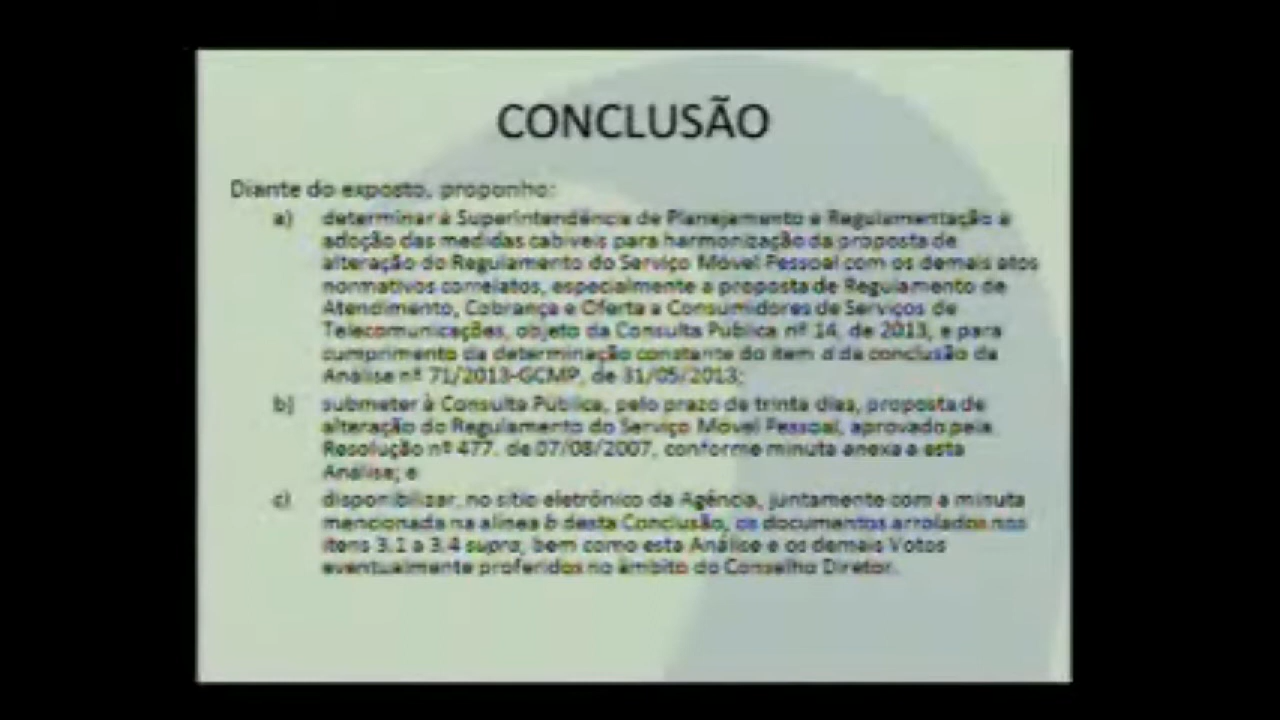 CONCLUSÃO
Diante do exposto, proponho:
a) determinar à Superintendência de Planejamento e Regulamentação a
adoção das medidas cabíveis para harmonização da proposta de
alteração do Regulamento do Serviço Móvel Pessoal com os demais atos
normativos correlatos, especialmente a proposta de Regulamento de
Atendimento, Cobrança e Oferta a Consumidores de Serviços de
Telecomunicações, objeto da Consulta Pública nº 14, de 2013, e para
cumprimento da determinação constante do item d da conclusão da
Análise nº 71/2013-GCMP, de 31/05/2013;
b) submeter à Consulta Pública, pelo prazo de trinta dias, proposta de
alteração do Regulamento do Serviço Móvel Pessoal, aprovado pela
Resolução nº 477, de 07/08/2007, conforme minuta anexa a esta
Análise; e
c) disponibilizar, no sítio eletrônico da Agência, juntamente com a minuta
mencionada na alínea b desta Conclusão, os documentos arrolados nos
itens 3.1 a 3.4 supra, bem como esta Análise e os demais Votos
eventualmente proferidos no âmbito do Conselho Diretor.